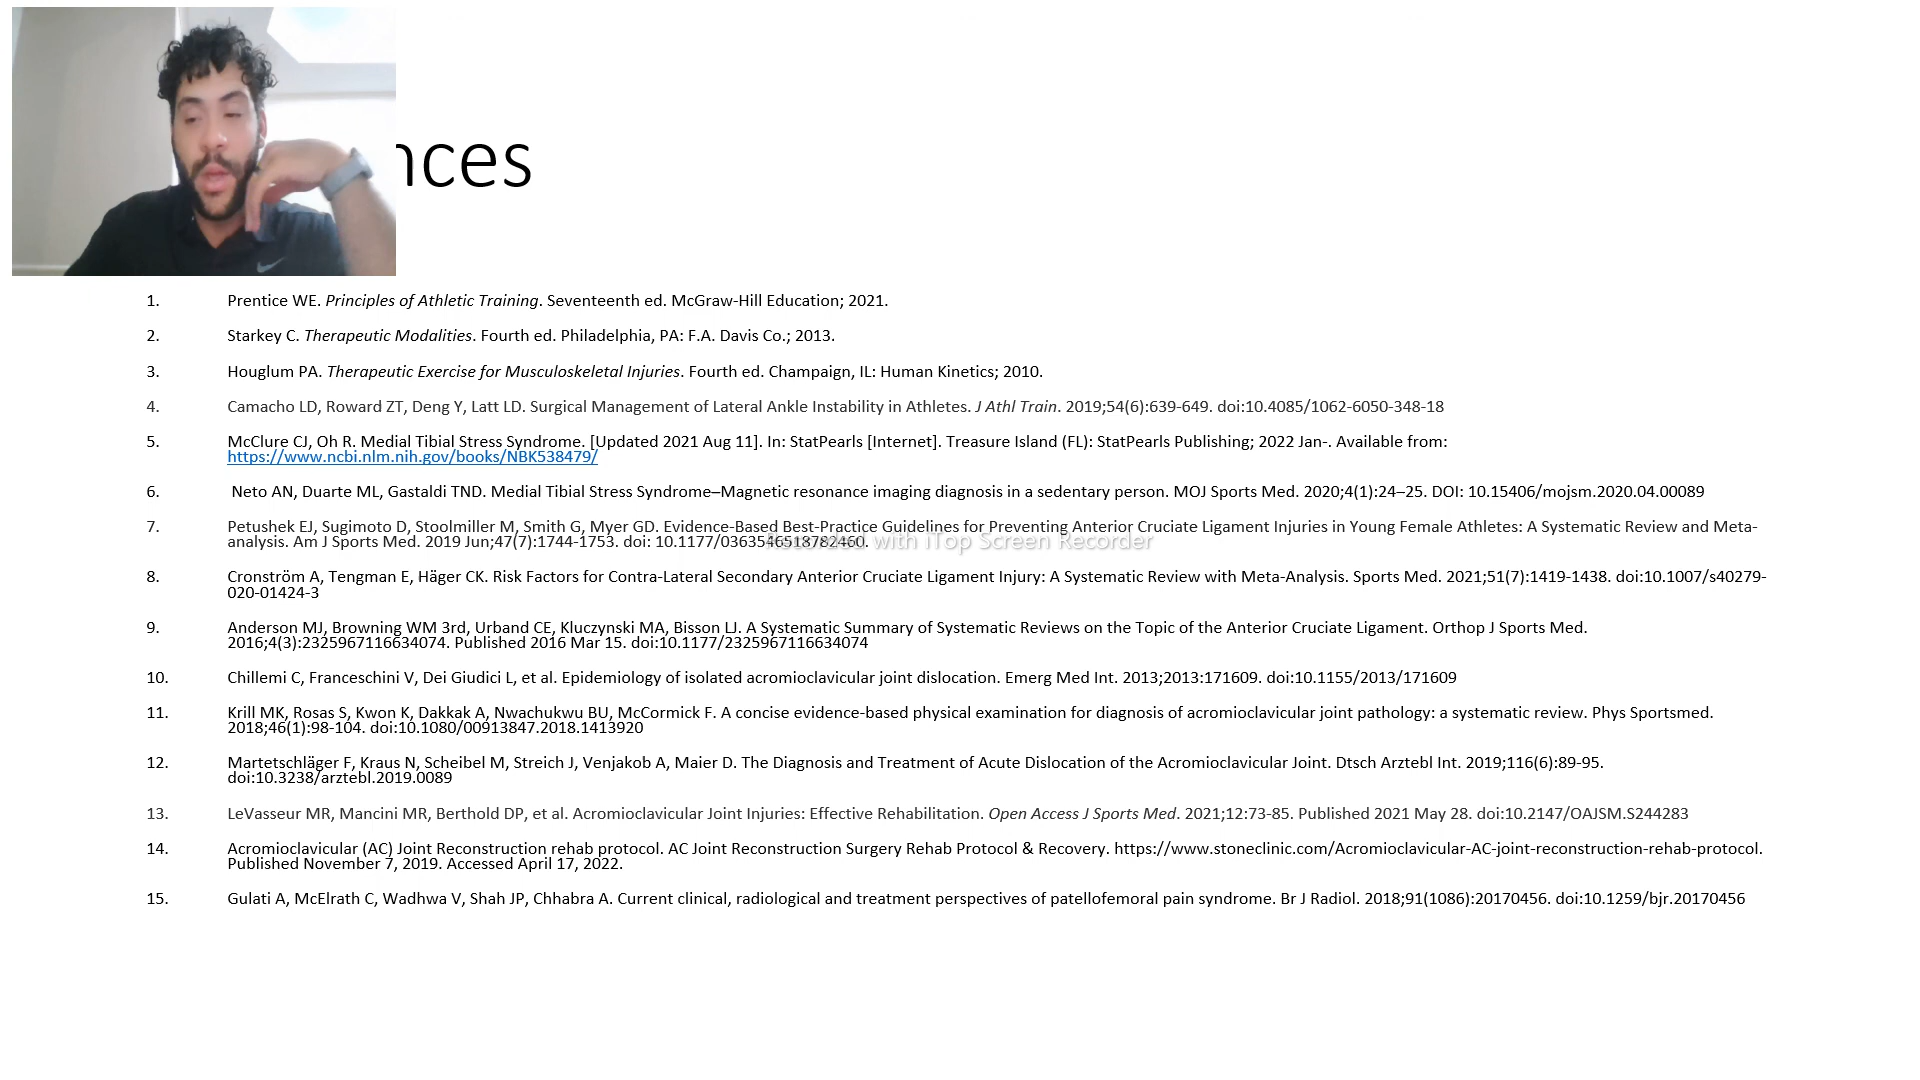 nces
1. Prentice WE. Principles of Athletic Training. Seventeenth ed. McGraw-Hill Education; 2021.
2. Starkey C. Therapeutic Modalities. Fourth ed. Philadelphia, PA: F.A. Davis Co.; 2013.
3. Houglum PA. Therapeutic Exercise for Musculoskeletal Injuries. Fourth ed. Champaign, IL: Human Kinetics; 2010.
4. Camacho LD, Roward ZT, Deng Y, Latt LD. Surgical Management of Lateral Ankle Instability in Athletes. J Athl Train. 2019;54(6):639-649. doi:10.4085/1062-6050-348-18
5. McClure CJ, Oh R. Medial Tibial Stress Syndrome. [Updated 2021 Aug 11]. In: StatPearls [Internet]. Treasure Island (FL): StatPearls Publishing; 2022 Jan-. Available from:
https://www.ncbi.nlm.nih.gov/books/NBK538479/
6. Neto AN, Duarte ML, Gastaldi TND. Medial Tibial Stress Syndrome–Magnetic resonance imaging diagnosis in a sedentary person. MOJ Sports Med. 2020;4(1):24–25. DOI: 10.15406/mojsm.2020.04.00089
7. Petushek EJ, Sugimoto D, Stoolmiller M, Smith G, Myer GD. Evidence-Based Best-Practice Guidelines for Preventing Anterior Cruciate Ligament Injuries in Young Female Athletes: A Systematic Review and Meta-
analysis. Am J Sports Med. 2019 Jun;47(7):1744-1753. doi: 10.1177/0363546518782460.
Recorded with iTop Screen Recorder
8. Cronström A, Tengman E, Häger CK. Risk Factors for Contra-Lateral Secondary Anterior Cruciate Ligament Injury: A Systematic Review with Meta-Analysis. Sports Med. 2021;51(7):1419-1438. doi:10.1007/s40279-
020-01424-3
9. Anderson MJ, Browning WM 3rd, Urband CE, Kluczynski MA, Bisson LJ. A Systematic Summary of Systematic Reviews on the Topic of the Anterior Cruciate Ligament. Orthop J Sports Med.
2016;4(3):2325967116634074. Published 2016 Mar 15. doi:10.1177/2325967116634074
10. Chillemi C, Franceschini V, Dei Giudici L, et al. Epidemiology of isolated acromioclavicular joint dislocation. Emerg Med Int. 2013;2013:171609. doi:10.1155/2013/171609
11. Krill MK, Rosas S, Kwon K, Dakkak A, Nwachukwu BU, McCormick F. A concise evidence-based physical examination for diagnosis of acromioclavicular joint pathology: a systematic review. Phys Sportsmed.
2018;46(1):98-104. doi:10.1080/00913847.2018.1413920
12. Martetschläger F, Kraus N, Scheibel M, Streich J, Venjakob A, Maier D. The Diagnosis and Treatment of Acute Dislocation of the Acromioclavicular Joint. Dtsch Arztebl Int. 2019;116(6):89-95.
doi:10.3238/arztebl.2019.0089
13. LeVasseur MR, Mancini MR, Berthold DP, et al. Acromioclavicular Joint Injuries: Effective Rehabilitation. Open Access J Sports Med. 2021;12:73-85. Published 2021 May 28. doi:10.2147/OAJSM.S244283
14. Acromioclavicular (AC) Joint Reconstruction rehab protocol. AC Joint Reconstruction Surgery Rehab Protocol & Recovery. https://www.stoneclinic.com/Acromioclavicular-AC-joint-reconstruction-rehab-protocol.
Published November 7, 2019. Accessed April 17, 2022.
15. Gulati A, McElrath C, Wadhwa V, Shah JP, Chhabra A. Current clinical, radiological and treatment perspectives of patellofemoral pain syndrome. Br J Radiol. 2018;91(1086):20170456. doi:10.1259/bjr.20170456